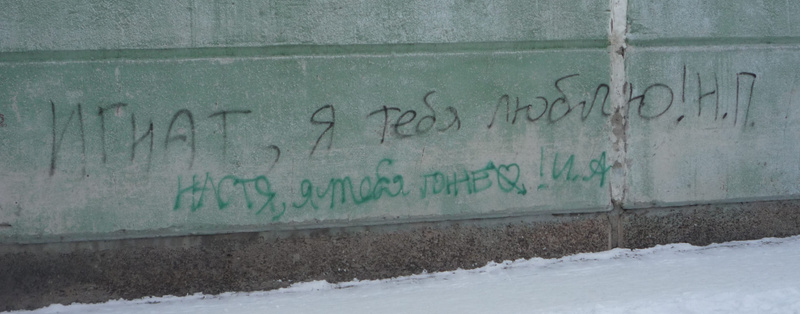 ИГНАТ, я тебя люблю! Н.П.
НАСТЯ, я тебя тоже♡! И.А